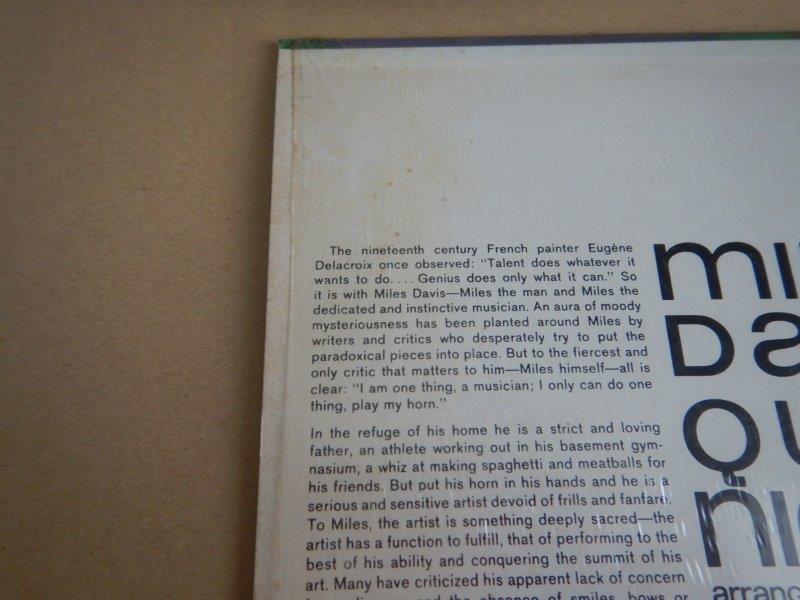 The nineteenth century French painter Eugène
Delacroix once observed: "Talent does whatever it
wants to do. . . . Genius does only what it can." So
it is with Miles Davis—Miles the man and Miles the
dedicated and instinctive musician. An aura of moody
mysteriousness has been planted around Miles by
writers and critics who desperately try to put the
paradoxical pieces into place. But to the fiercest and
only critic that matters to him—Miles himself—all is
clear: "I am one thing, a musician; I only can do one
thing, play my horn."
In the refuge of his home he is a strict and loving
father, an athlete working out in his basement gym-
nasium, a whiz at making spaghetti and meatballs for
his friends. But put his horn in his hands and he is a
serious and sensitive artist devoid of frills and fanfare.
To Miles, the artist is something deeply sacred—the
artist has a function to fulfill, that of performing to the
best of his ability and conquering the summit of his
art. Many have criticized his apparent lack of concern
and the absence of smiles, bows or
MI
D
QU
arrang